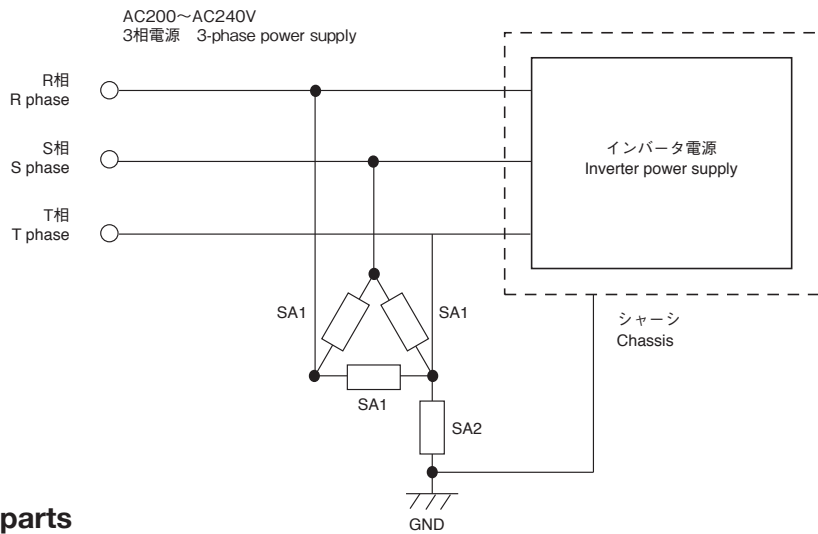 AC200～AC240V
3相電源　3-phase power supply
R相
R phase
S相
S phase
T相
T phase
インバータ電源
Inverter power supply
SA1
SA1
シャーシ
Chassis
SA1
SA2
GND
parts